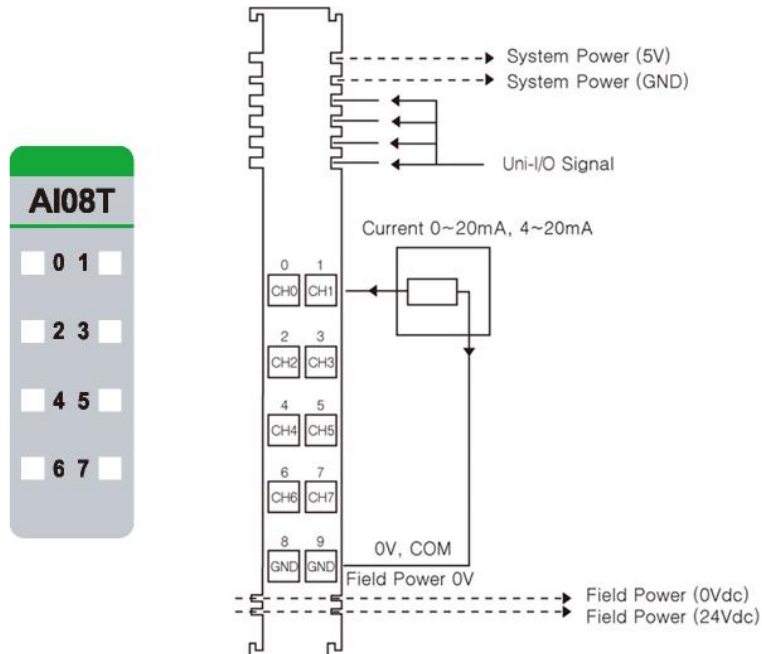 System Power (5V)
System Power (GND)
Uni-I/O Signal
AI08T
0 1
2 3
4 5
6 7
Current 0~20mA, 4~20mA
0 1
CH0 CH1
2 3
CH2 CH3
4 5
CH4 CH5
6 7
CH6 CH7
8 9
GND GND
0V, COM
Field Power 0V
Field Power (0Vdc)
Field Power (24Vdc)